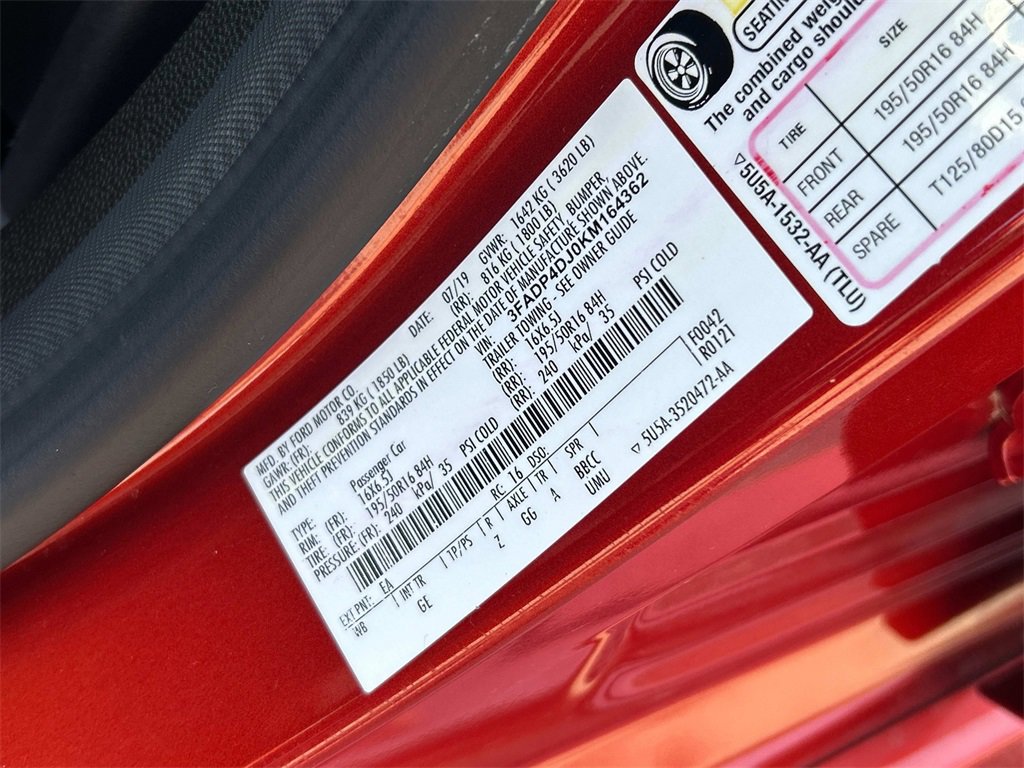 MFD. BY FORD MOTOR CO.
DATE: 07/19 GVWR: 1642 KG ( 3620 LB)
GAWR: (FR): 839 KG ( 1850 LB) (RR): 816 KG ( 1800 LB)
THIS VEHICLE CONFORMS TO ALL APPLICABLE FEDERAL MOTOR VEHICLE SAFETY, BUMPER,
AND THEFT PREVENTION STANDARDS IN EFFECT ON THE DATE OF MANUFACTURE SHOWN ABOVE.
VIN: 3FADP4DJ0KM164362
TYPE: Passenger Car TRAILER TOWING - SEE OWNER GUIDE
RIM: (FR): 16X6.5J (RR): 16X6.5J
TIRE: (FR): 195/50R16 84H (RR): 195/50R16 84H
PRESSURE: (FR): 240 kPa/ 35 PSI COLD (RR): 240 kPa/ 35 PSI COLD
EXT PNT: EA RC: 16 DSO: F0042
R0121
WB INT TR TP/PS R AXLE TR SPR
GE Z GG A BBCC
UMU
▽ 5U5A-3520472-AA
SEATING
The combined weig
and cargo should
TIRE SIZE
FRONT 195/50R16 84H
REAR 195/50R16 84H
SPARE T125/80D15
▽5U5A-1532-AA (TLU)